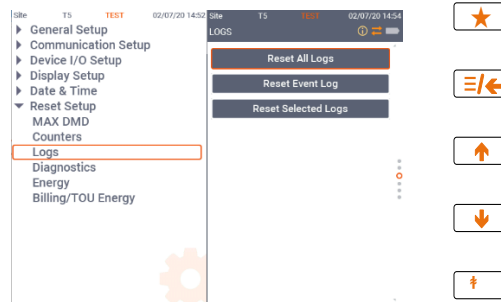 Site T5 TEST 02/07/20 14:52
General Setup
Communication Setup
Device I/O Setup
Display Setup
Date & Time
Reset Setup
MAX DMD
Counters
Logs
Diagnostics
Energy
Billing/TOU Energy
Site T5 TEST 02/07/20 14:54
LOGS
Reset All Logs
Reset Event Log
Reset Selected Logs